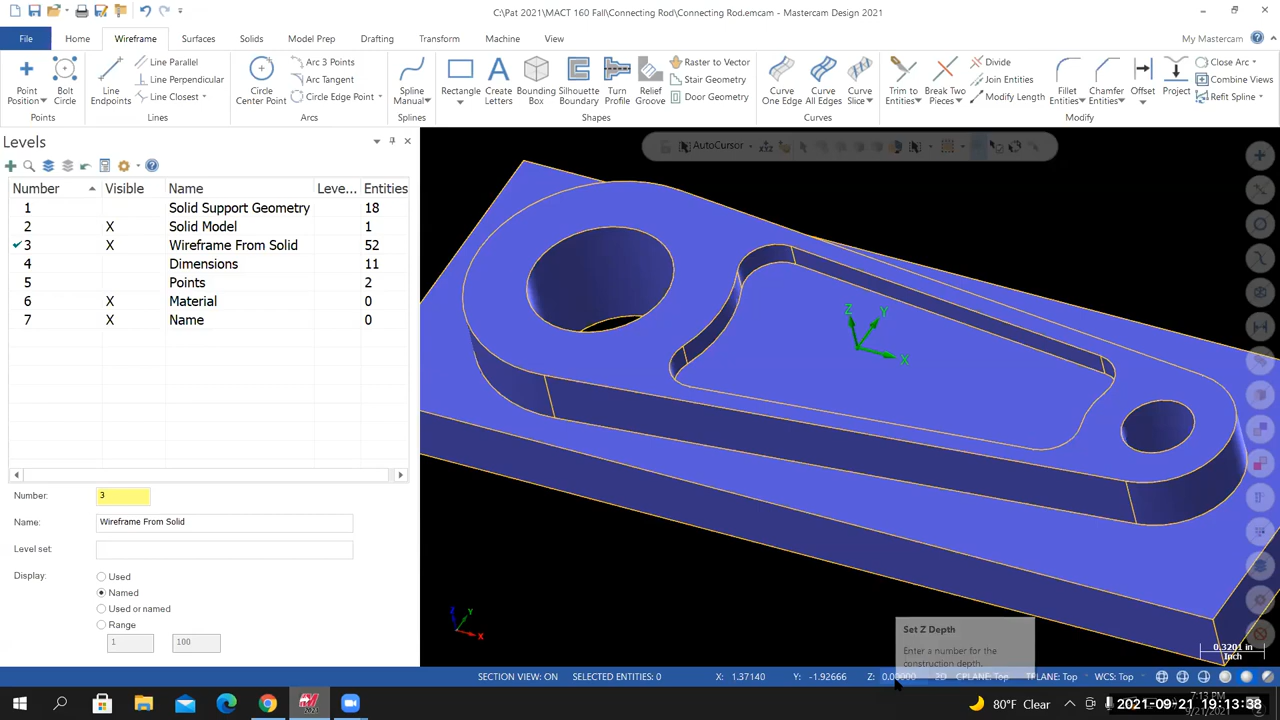 C:\Pat 2021\MACT 160 Fall\Connecting Rod\Connecting Rod.emcam - Mastercam Design 2021
File Home Wireframe Surfaces Solids Model Prep Drafting Transform Machine View My Mastercam
Point Position
Bolt Circle
Points
Line Endpoints
Line Parallel
Line Perpendicular
Line Closest
Lines
Circle Center Point
Arc 3 Points
Arc Tangent
Circle Edge Point
Arcs
Spline Manual
Splines
Rectangle
Create Letters
Bounding Box
Silhouette Boundary
Turn Profile
Relief Groove
Raster to Vector
Stair Geometry
Door Geometry
Shapes
Curve One Edge
Curve All Edges
Curve Slice
Curves
Trim to Entities
Break Two Pieces
Divide
Join Entities
Modify Length
Fillet Entities
Chamfer Entities
Offset
Project
Close Arc
Combine Views
Refit Spline
Modify
Levels
Number Visible Name Leve... Entities
1 Solid Support Geometry 18
2 X Solid Model 1
3 X Wireframe From Solid 52
4 Dimensions 11
5 Points 2
6 X Material 0
7 X Name 0
Number: 3
Name: Wireframe From Solid
Level set:
Display: Used
Named
Used or named
Range
1 100
AutoCursor
Z Y X
Z Y X
Set Z Depth
Enter a number for the
construction depth.
0.3201 in
Inch
SECTION VIEW: ON SELECTED ENTITIES: 0 X: 1.37140 Y: -1.92666 Z: 0.00000 2D CPLANE: Top TPLANE: Top WCS: Top
80°F Clear
7:13 PM
9/21/2021
2021-09-21 19:13:38